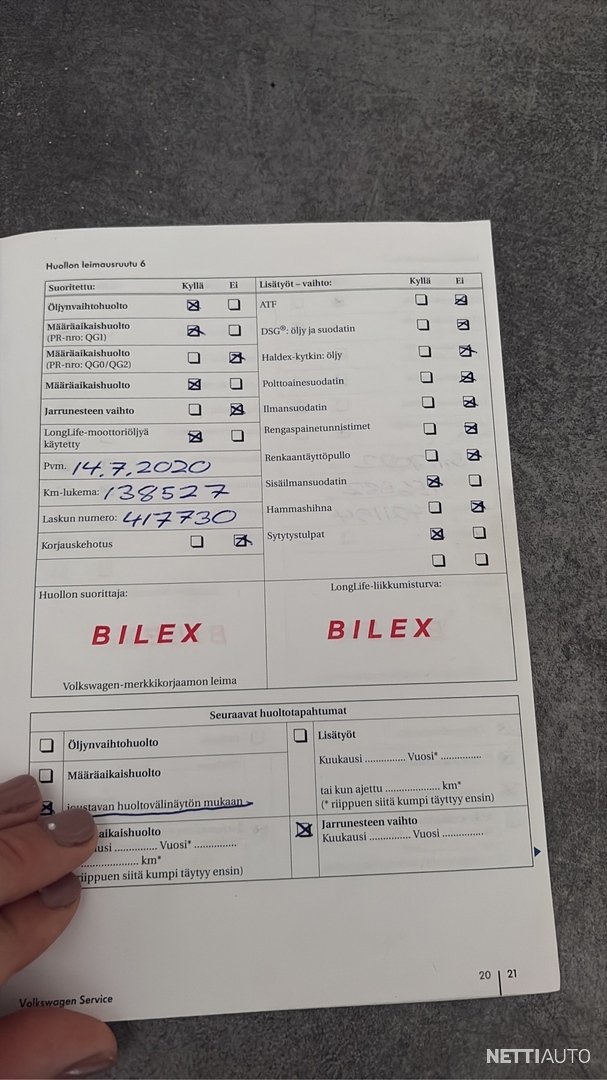 Huollon leimausruutu 6
Suoritettu: Kyllä Ei
Öljynvaihtohuolto
Määräaikaishuolto
(PR-nro: QG1)
Määräaikaishuolto
(PR-nro: QG0/QG2)
Määräaikaishuolto
Jarrunesteen vaihto
LongLife-moottoriöljyä
käytetty
Pvm. 14.7.2020
Km-lukema: 138527
Laskun numero: 417730
Korjauskehotus
Lisätyöt – vaihto: Kyllä Ei
ATF
DSG®: öljy ja suodatin
Haldex-kytkin: öljy
Polttoainesuodatin
Ilmansuodatin
Rengaspainetunnistimet
Renkaantäyttöpullo
Sisäilmansuodatin
Hammashihna
Sytytystulpat
Huollon suorittaja:
BILEX
Volkswagen-merkkikorjaamon leima
LongLife-liikkumisturva:
BILEX
Seuraavat huoltotapahtumat
Öljynvaihtohuolto
Määräaikaishuolto
joustavan huoltovälinäytön mukaan
aikaishuolto
usi .............. Vuosi* ..............
.................... km*
riippuen siitä kumpi täytyy ensin)
Lisätyöt
Kuukausi .............. Vuosi* ..............
tai kun ajettu .................... km*
(* riippuen siitä kumpi täyttyy ensin)
Jarrunesteen vaihto
Kuukausi .............. Vuosi ..............
20 | 21
Volkswagen Service
NETTIAUTO